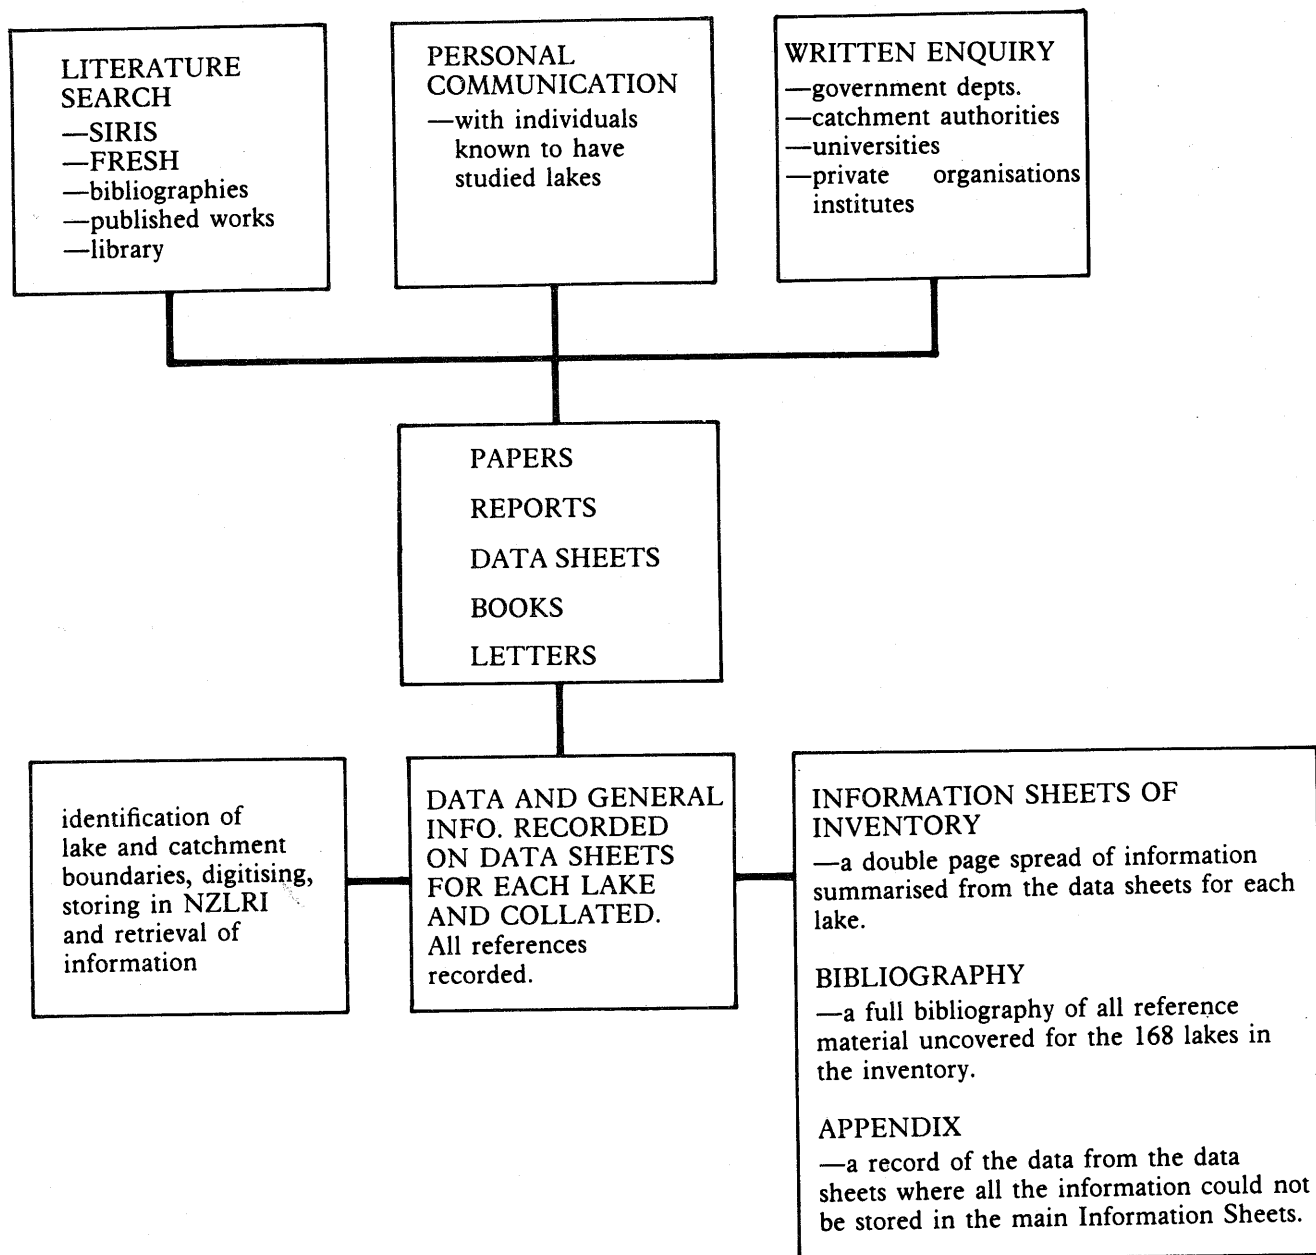 LITERATURE
SEARCH
—SIRIS
—FRESH
—bibliographies
—published works
—library
PERSONAL
COMMUNICATION
—with individuals
known to have
studied lakes
WRITTEN ENQUIRY
—government depts.
—catchment authorities
—universities
—private organisations
institutes
PAPERS
REPORTS
DATA SHEETS
BOOKS
LETTERS
identification of
lake and catchment
boundaries, digitising,
storing in NZLRI
and retrieval of
information
DATA AND GENERAL
INFO. RECORDED
ON DATA SHEETS
FOR EACH LAKE
AND COLLATED.
All references
recorded.
INFORMATION SHEETS OF
INVENTORY
—a double page spread of information
summarised from the data sheets for each
lake.
BIBLIOGRAPHY
—a full bibliography of all reference
material uncovered for the 168 lakes in
the inventory.
APPENDIX
—a record of the data from the data
sheets where all the information could not
be stored in the main Information Sheets.